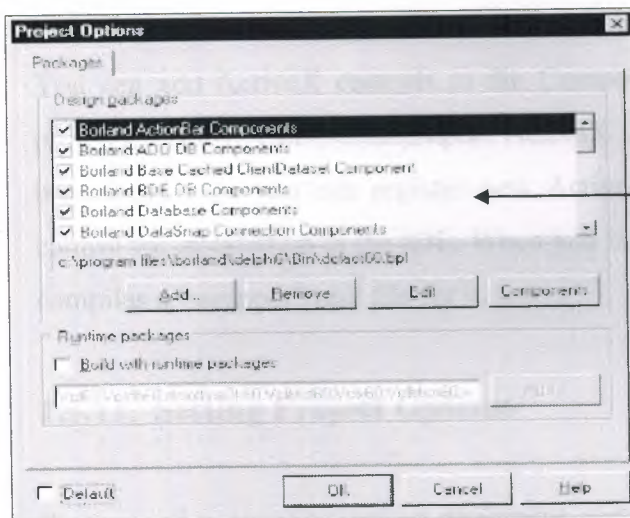 Project Options
Packages
Design packages
Borland ActionBar Components
Borland ADO DB Components
Borland Base Cached ClientDataset Component
Borland BDE DB Components
Borland Database Components
Borland DataSnap Connection Components
c:\program files\borland\delphi6\Bin\dclact60.bpl
Add...
Remove
Edit
Components
Runtime packages
Build with runtime packages
Default
OK
Cancel
Help